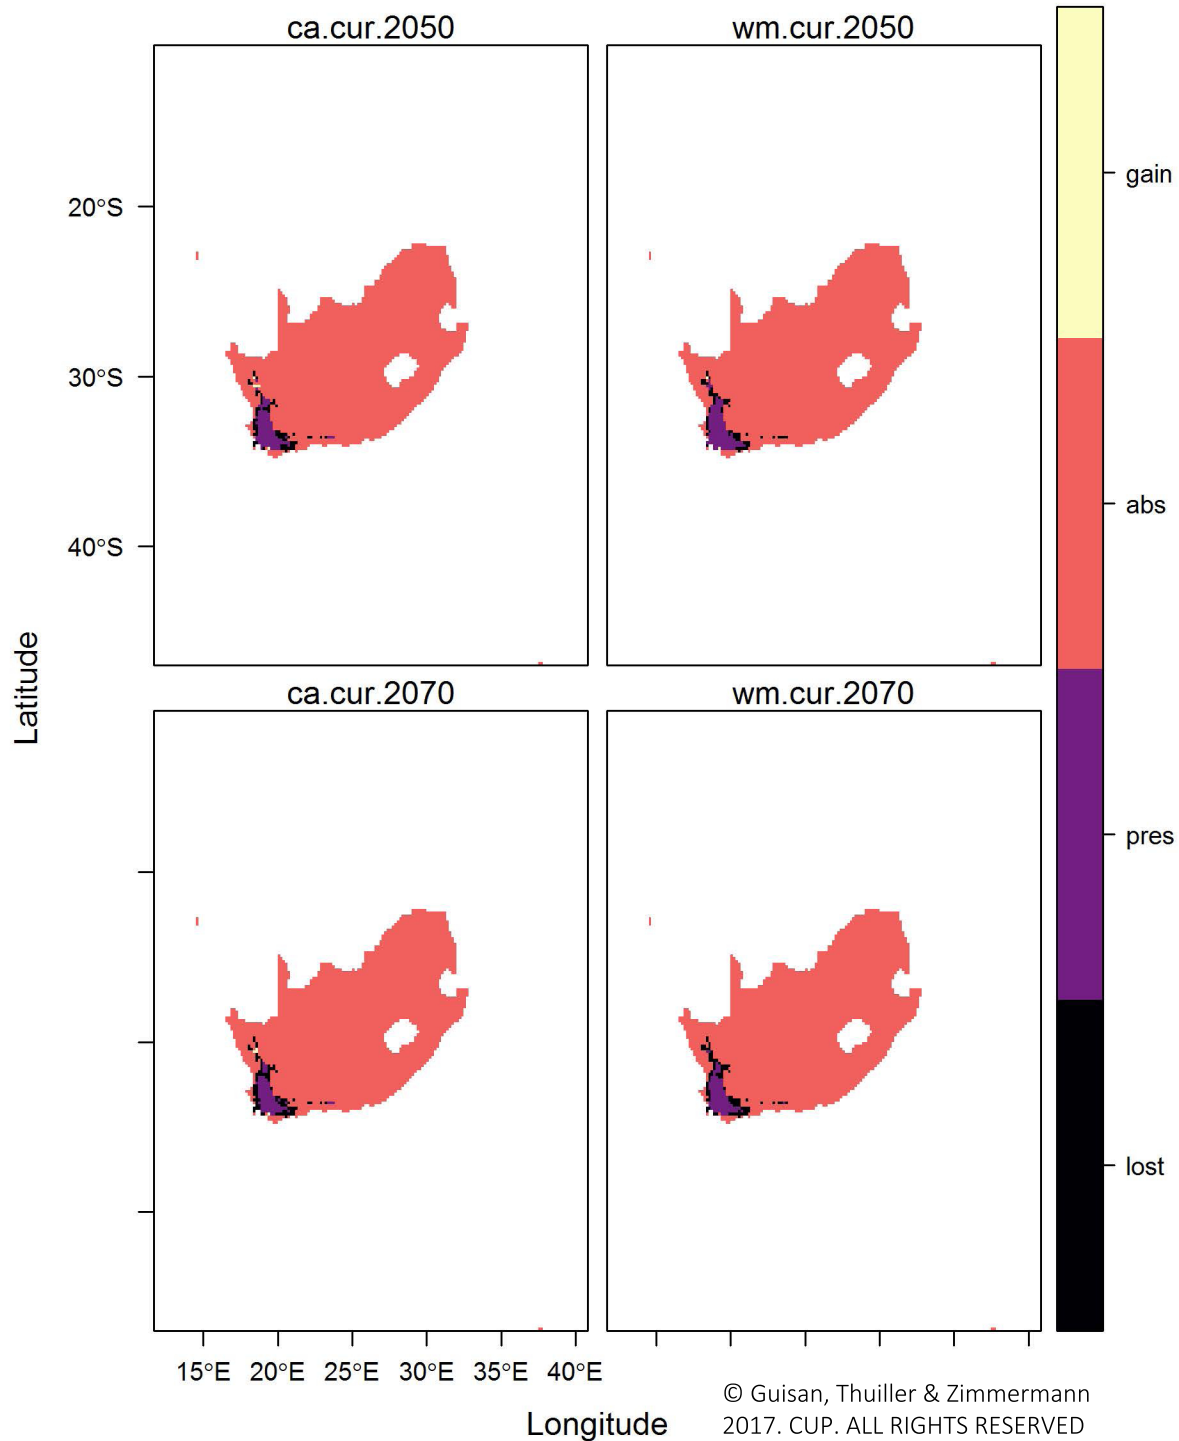 ca.cur.2050
wm.cur.2050
20°S
30°S
40°S
ca.cur.2070
wm.cur.2070
Latitude
15°E 20°E 25°E 30°E 35°E 40°E
Longitude
gain
abs
pres
lost
© Guisan, Thuiller & Zimmermann
2017. CUP. ALL RIGHTS RESERVED